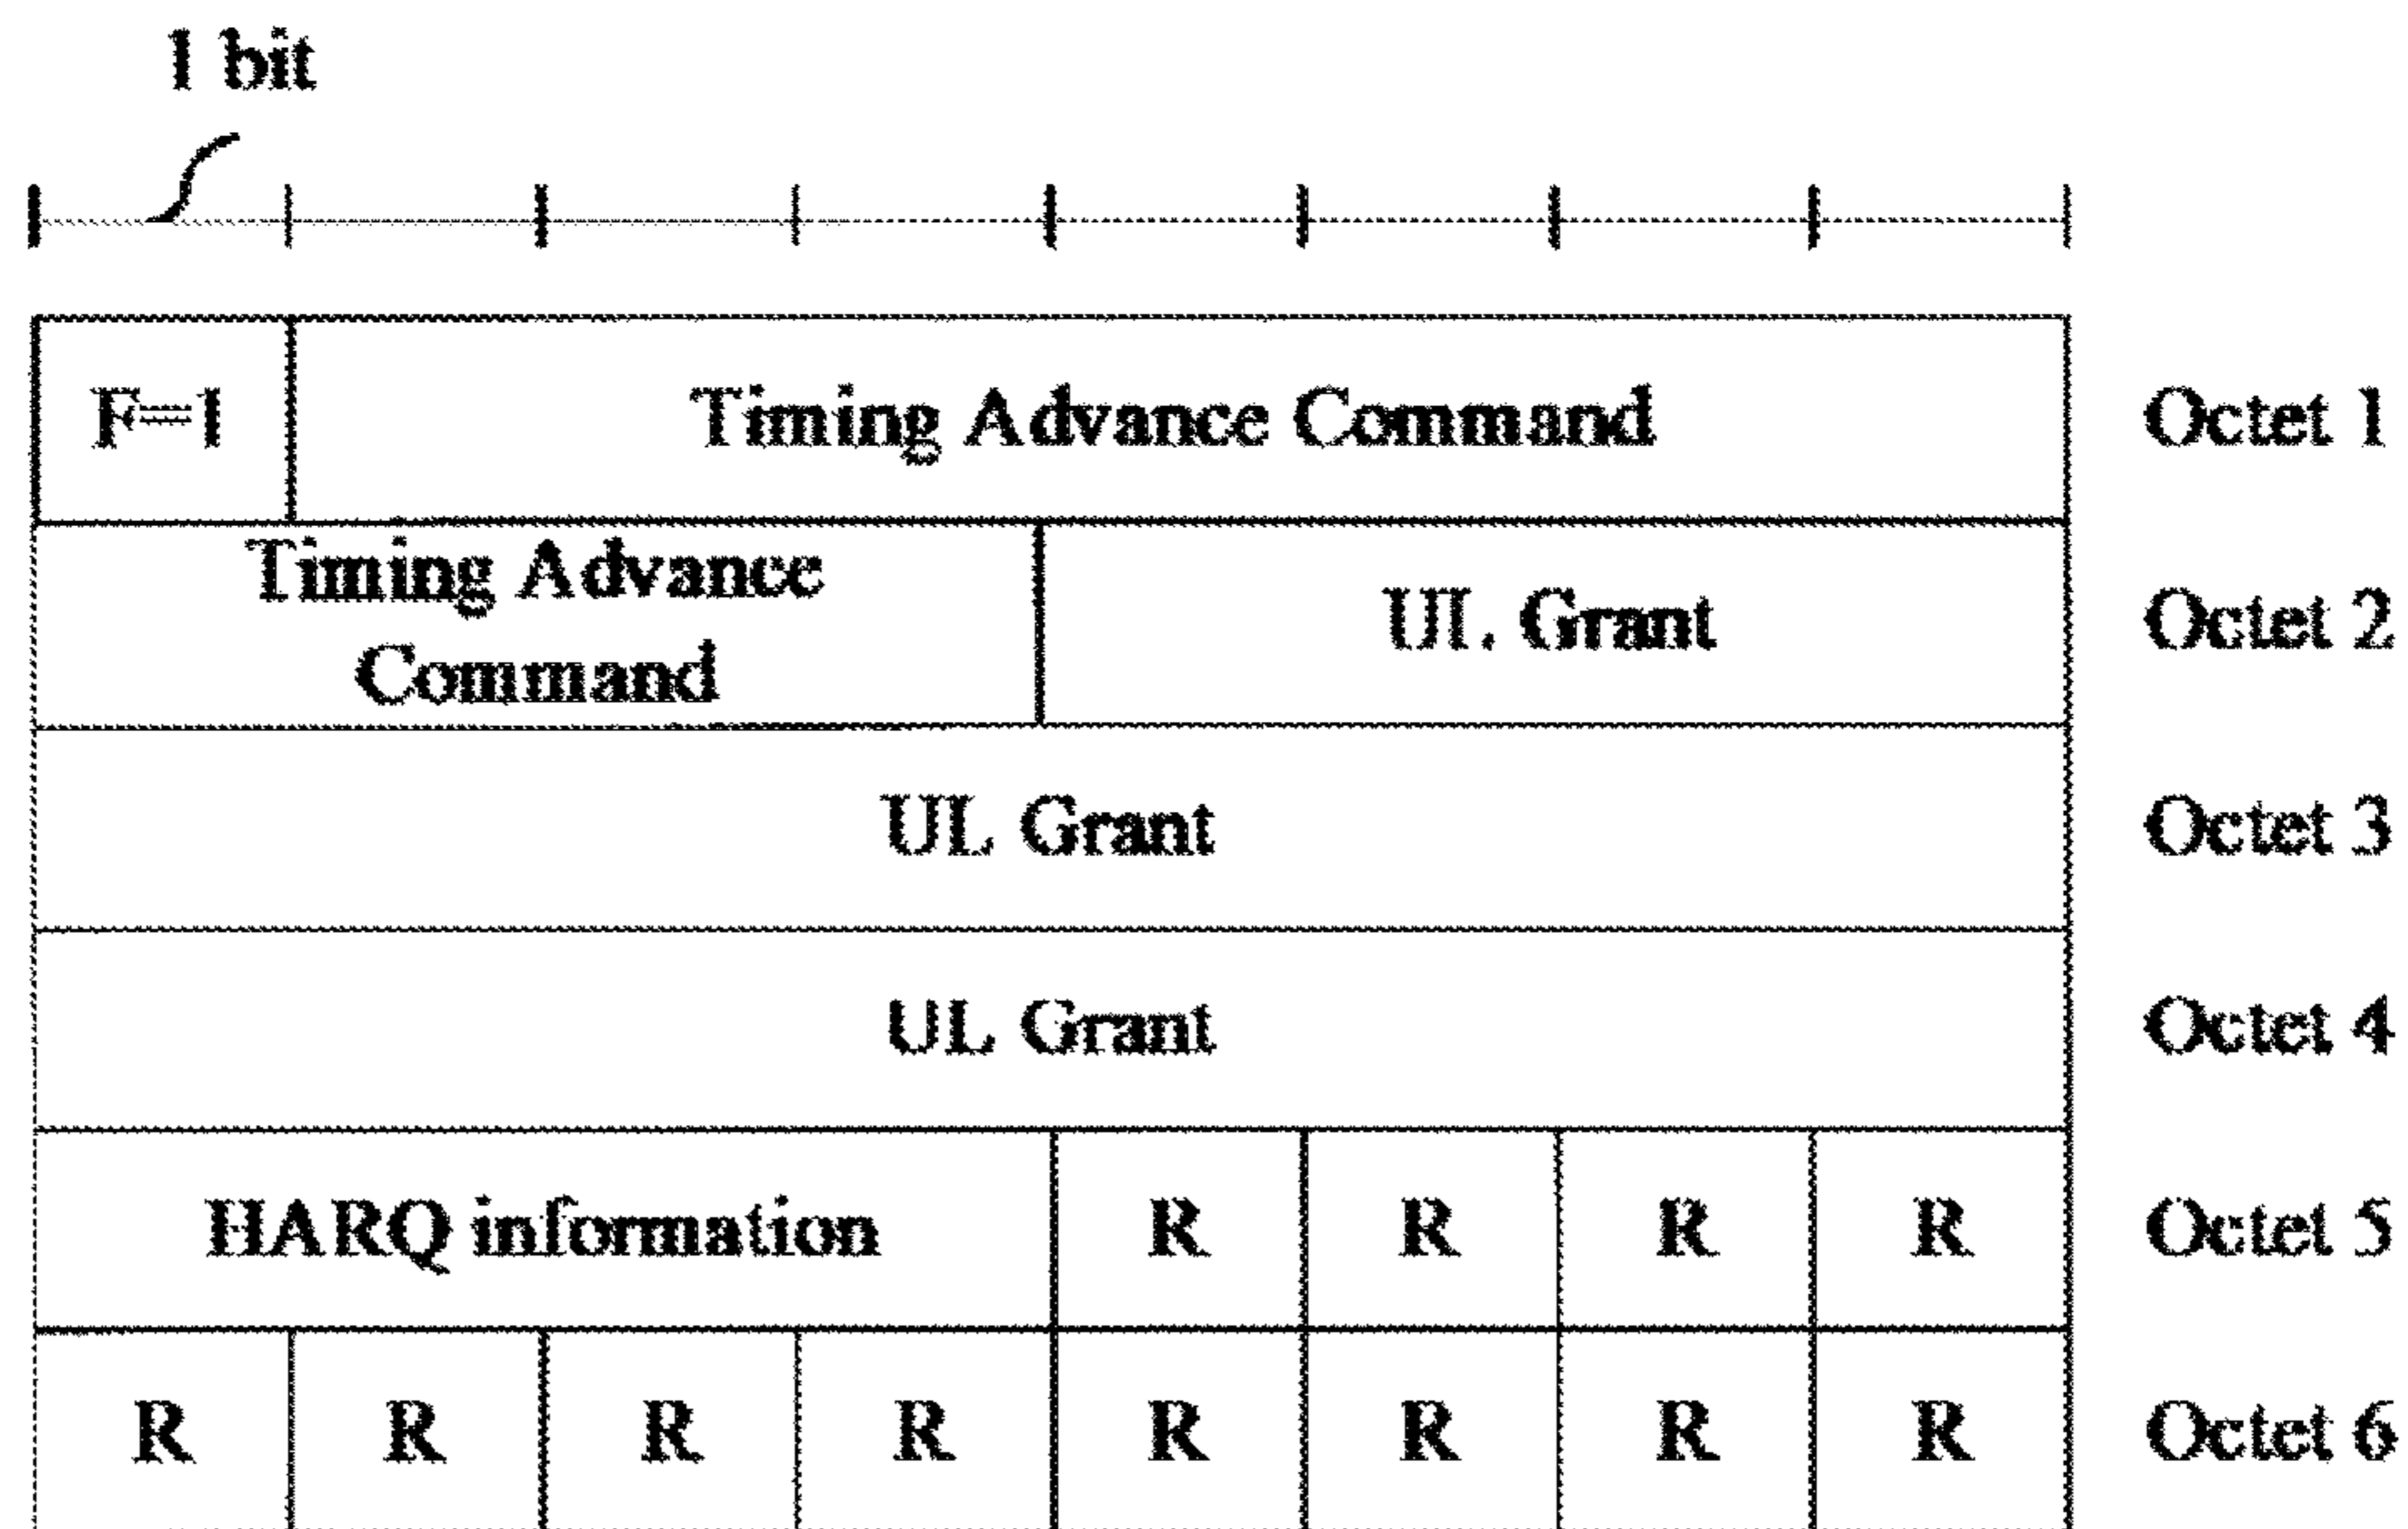 1 bit
F=1 Timing Advance Command Octet 1
Timing Advance
Command
UL Grant Octet 2
UL Grant Octet 3
UL Grant Octet 4
HARQ information R R R R Octet 5
R R R R R R R R Octet 6